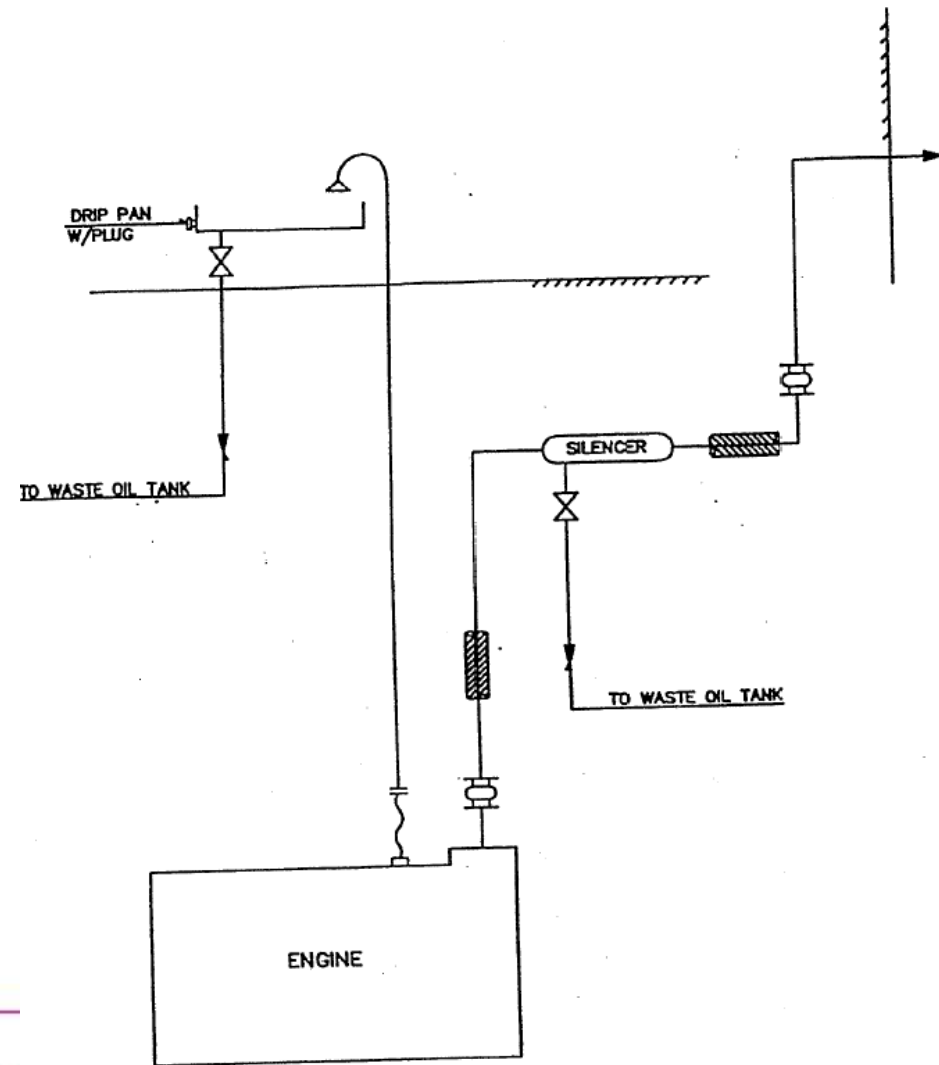 DRIP PAN
W/PLUG
SILENCER
TO WASTE OIL TANK
TO WASTE OIL TANK
ENGINE